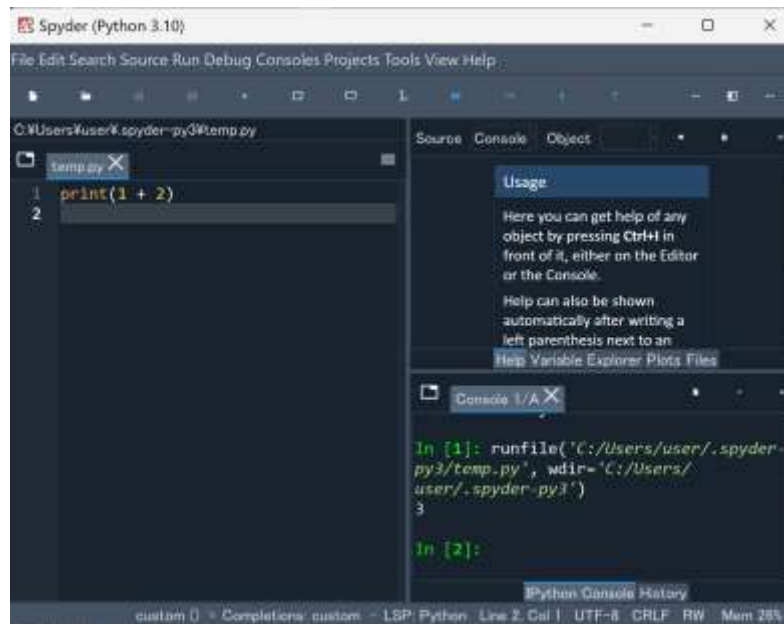 Spyder (Python 3.10)
File Edit Search Source Run Debug Consoles Projects Tools View Help
C:¥Users¥user¥.spyder-py3¥temp.py
temp.py
1 print(1 + 2)
2
Source Console Object
Usage
Here you can get help of any
object by pressing Ctrl+I in
front of it, either on the Editor
or the Console.
Help can also be shown
automatically after writing a
left parenthesis next to an
Help Variable Explorer Plots Files
Console 1/A
In [1]: runfile('C:/Users/user/.spyder-
py3/temp.py', wdir='C:/Users/
user/.spyder-py3')
3
In [2]:
IPython Console History
custom () Completions: custom LSP: Python Line 2, Col 1 UTF-8 CRLF RW Mem 26%